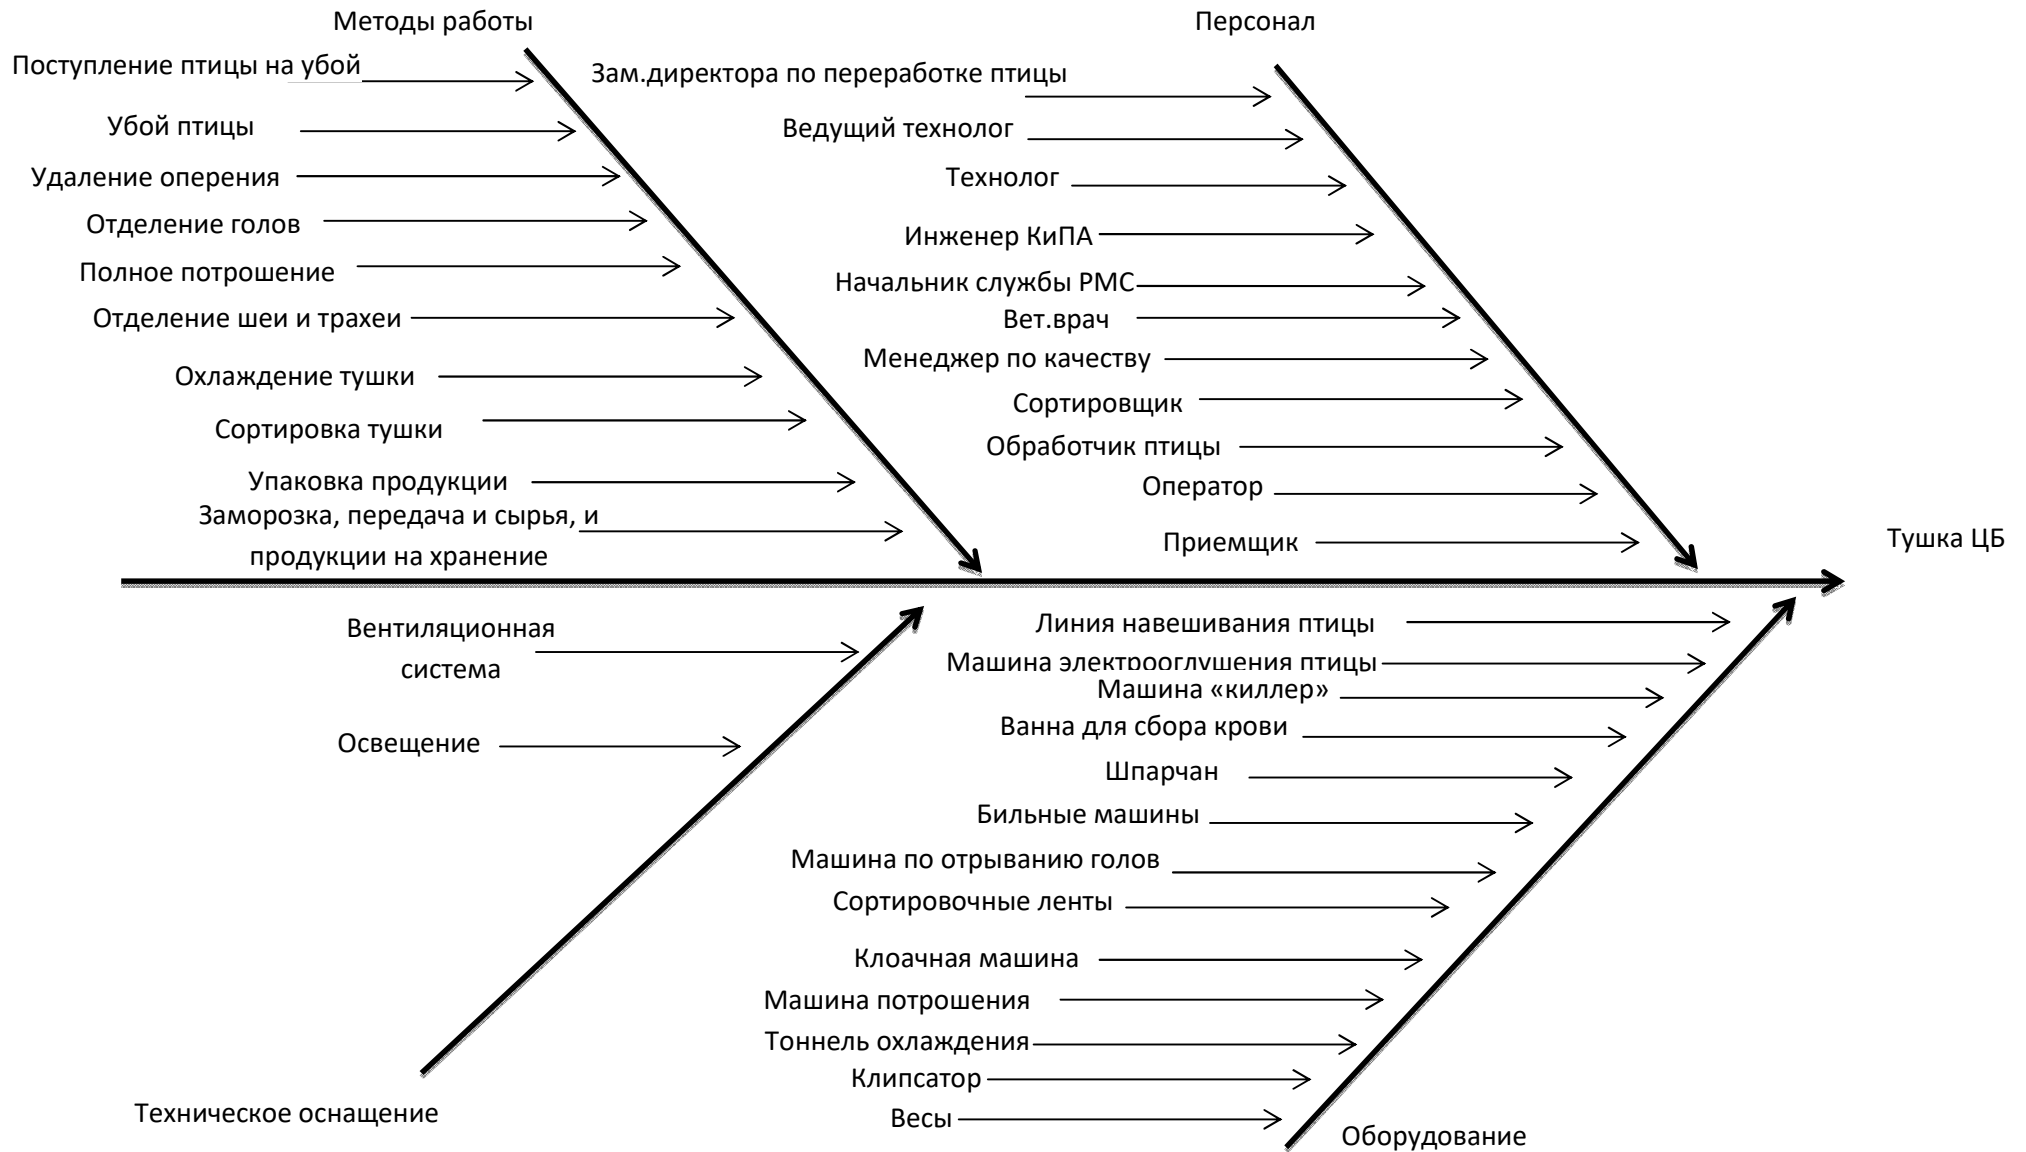 Методы работы
Поступление птицы на убой
Убой птицы
Удаление оперения
Отделение голов
Полное потрошение
Отделение шеи и трахеи
Охлаждение тушки
Сортировка тушки
Упаковка продукции
Заморозка, передача и сырья, и
продукции на хранение
Персонал
Зам.директора по переработке птицы
Ведущий технолог
Технолог
Инженер КиПА
Начальник службы РМС
Вет.врач
Менеджер по качеству
Сортировщик
Обработчик птицы
Оператор
Приемщик
Тушка ЦБ
Вентиляционная
система
Освещение
Техническое оснащение
Линия навешивания птицы
Машина электрооглушения птицы
Машина «киллер»
Ванна для сбора крови
Шпарчан
Бильные машины
Машина по отрыванию голов
Сортировочные ленты
Клоачная машина
Машина потрошения
Тоннель охлаждения
Клипсатор
Весы
Оборудование